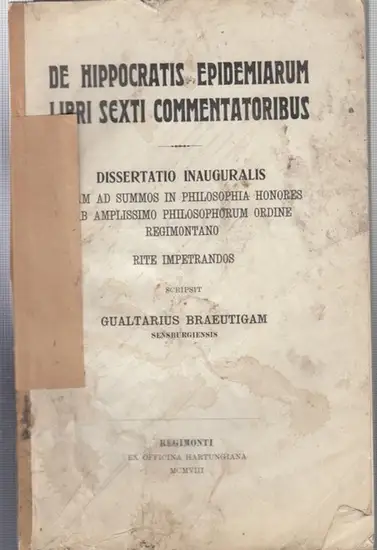 DE HIPPOCRATIS EPIDEMIARUM
LIBRI SEXTI COMMENTATORIBUS
DISSERTATIO INAUGURALIS
AD SUMMOS IN PHILOSOPHIA HONORES
AMPLISSIMO PHILOSOPHORUM ORDINE
REGIMONTANO
RITE IMPETRANDOS
SCRIPSIT
GUALTARIUS BRAEUTIGAM
SENSBURGIENSIS
REGIMONTI
EX OFFICINA HARTUNGIANA
MCMVIII